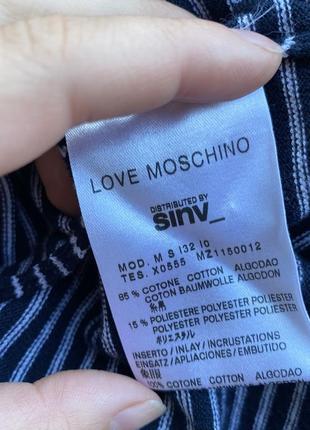 LOVE MOSCHINO
DISTRIBUTED BY
sinv_
MOD. M S 132 10
TES. X0555 MZ1150012
85 % COTONE COTTON ALGODAO
COTON BAUMWOLLE ALGODON
綿
15 % POLIESTERE POLYESTER POLIESTER
POLYESTER POLYESTER POLYESTER
ポリエステル
INSERTO / INLAY / INCRUSTATIONS
EINSATZ / APLIACIONES / EMBUTIDO
100% COTONE COTTON ALGODAO